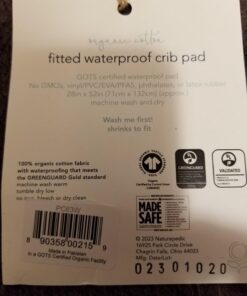 organic cotton
fitted waterproof crib pad
GOTS certified waterproof pad
No GMOs, vinyl/PVC/EVA/PFAS, phthalates, or latex rubber
28in x 52in (71cm x 132cm) (approx.)
machine wash and dry
Wash me first!
shrinks to fit
100% organic cotton fabric
with waterproofing that meets
the GREENGUARD Gold standard
machine wash warm
tumble dry low
no iron, bleach or dry clean
GREENGUARD
VALIDATED
PC63W
8 90358 00215 9
Made in Pakistan
in a GOTS Certified Organic Facility
MADE
SAFE
© 2023 Naturepedic
16925 Park Circle Drive
Chagrin Falls, Ohio 44023
Mfg. Date/Lot
02301020